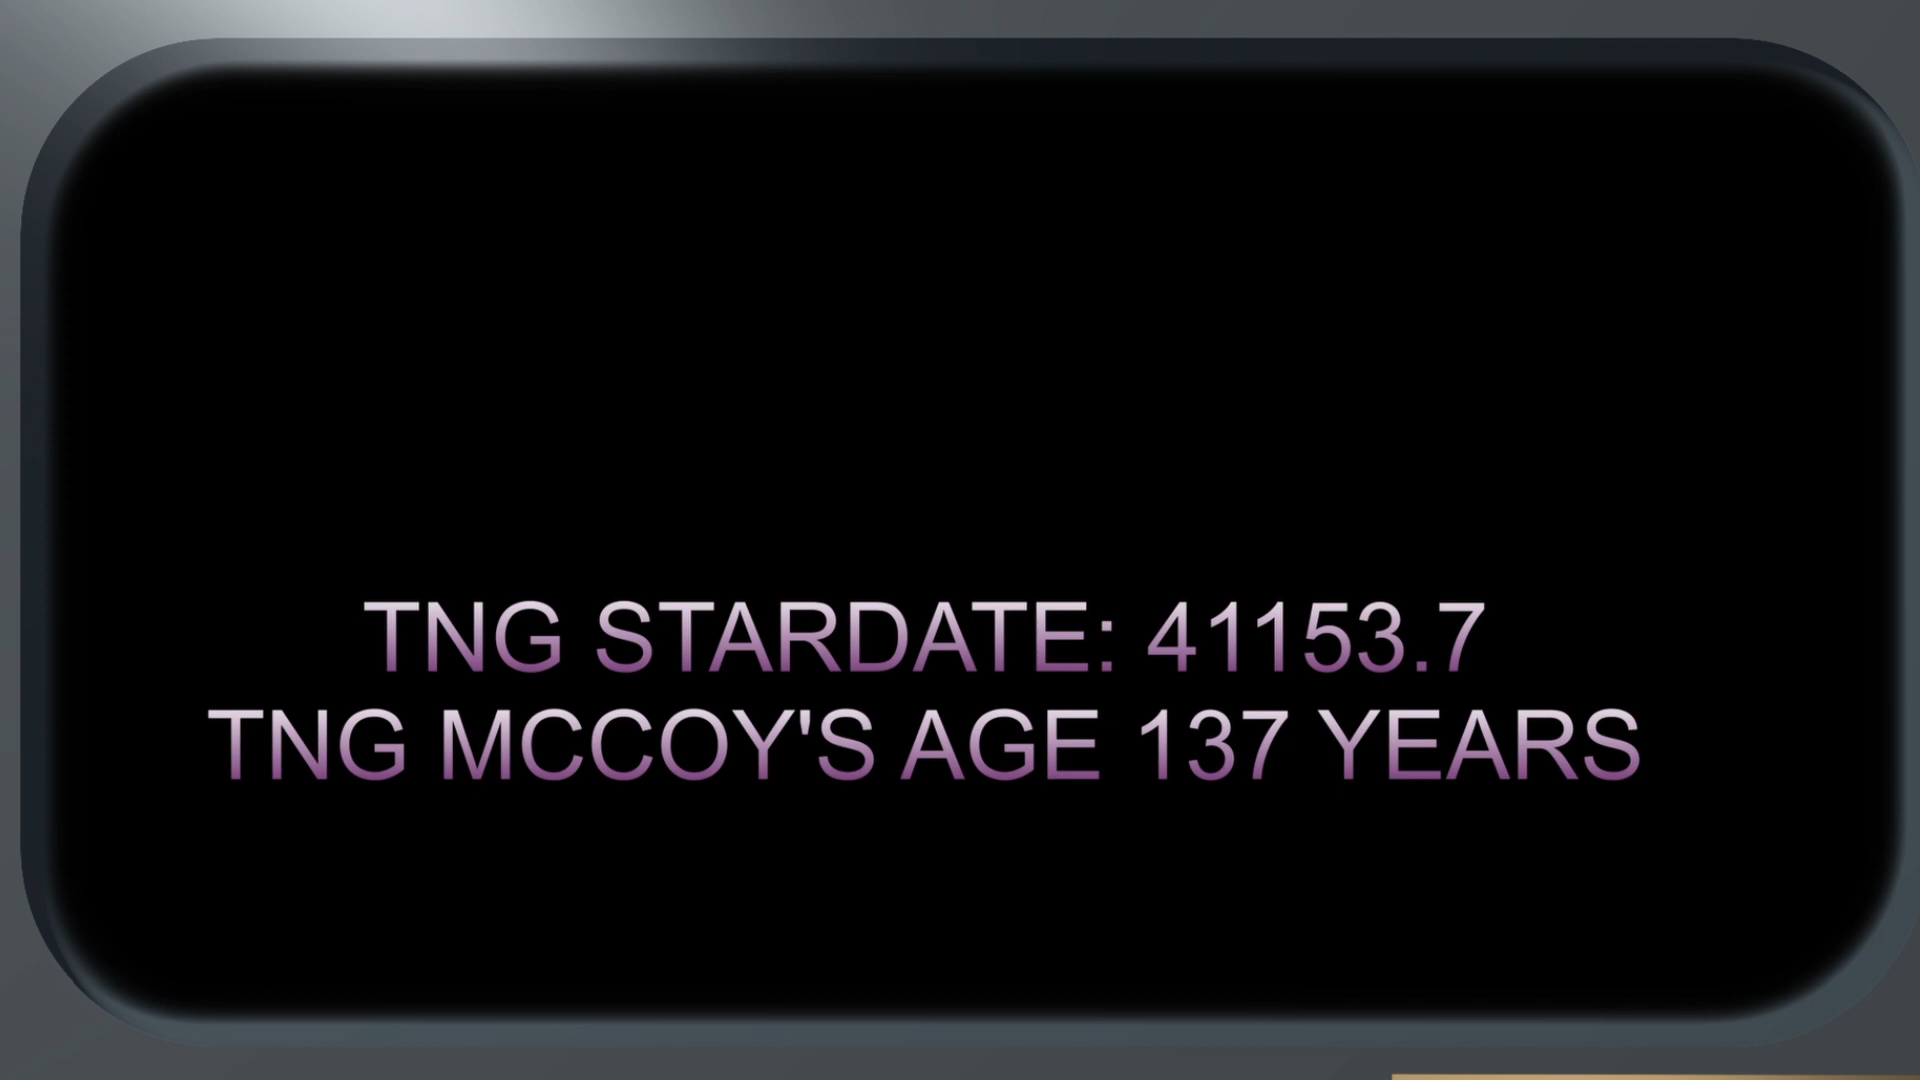 TNG STARDATE: 41153.7
TNG MCCOY'S AGE 137 YEARS